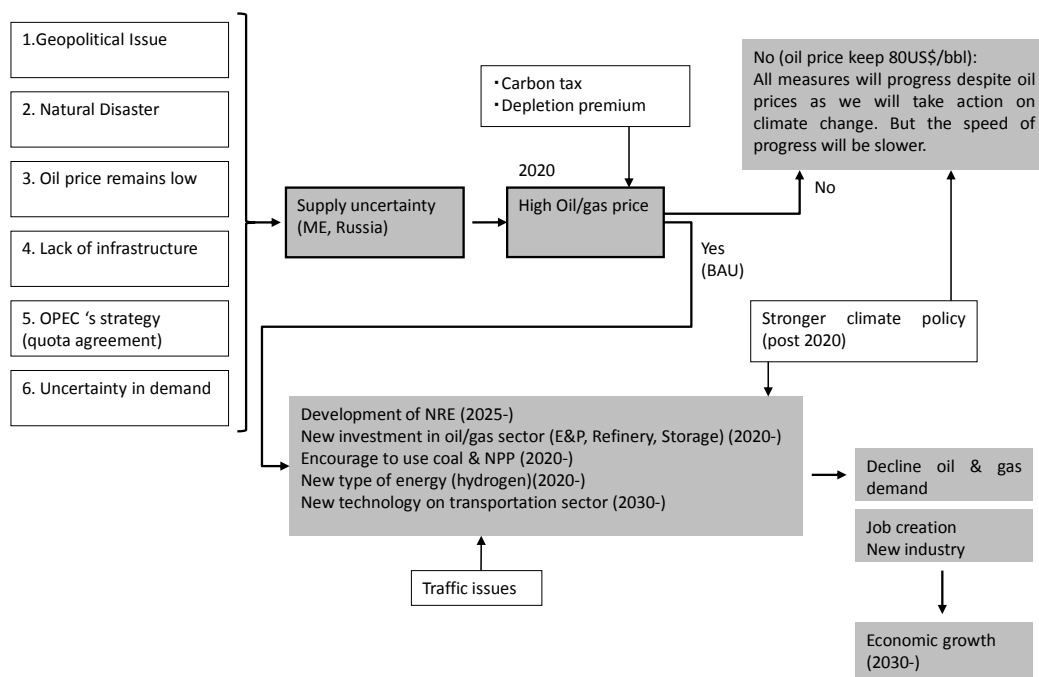 1.Geopolitical Issue
2. Natural Disaster
3. Oil price remains low
4. Lack of infrastructure
5. OPEC ‘s strategy
(quota agreement)
6. Uncertainty in demand
Supply uncertainty
(ME, Russia)
・Carbon tax
・Depletion premium
2020
High Oil/gas price
No (oil price keep 80US$/bbl):
All measures will progress despite oil
prices as we will take action on
climate change. But the speed of
progress will be slower.
No
Yes
(BAU)
Stronger climate policy
(post 2020)
Development of NRE (2025-)
New investment in oil/gas sector (E&P, Refinery, Storage) (2020-)
Encourage to use coal & NPP (2020-)
New type of energy (hydrogen)(2020-)
New technology on transportation sector (2030-)
Traffic issues
Decline oil & gas
demand
Job creation
New industry
Economic growth
(2030-)